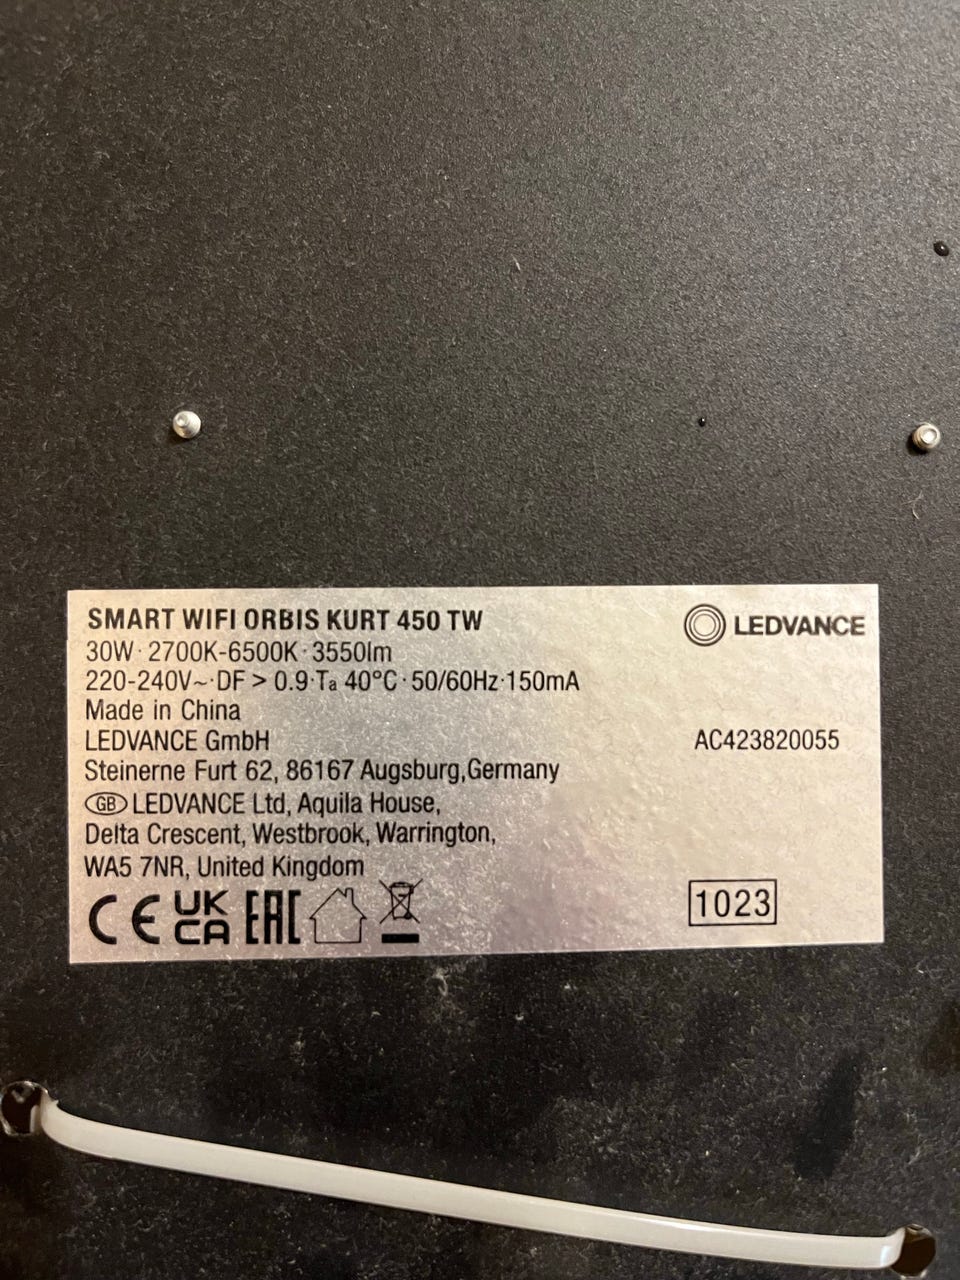 SMART WIFI ORBIS KURT 450 TW
LEDVANCE
30W · 2700K-6500K · 3550lm
220-240V~ · DF > 0.9 · Ta 40°C · 50/60Hz · 150mA
Made in China
LEDVANCE GmbH
AC423820055
Steinerne Furt 62, 86167 Augsburg,Germany
GB LEDVANCE Ltd, Aquila House,
Delta Crescent, Westbrook, Warrington,
WA5 7NR, United Kingdom
CE UK CA EAC
1023